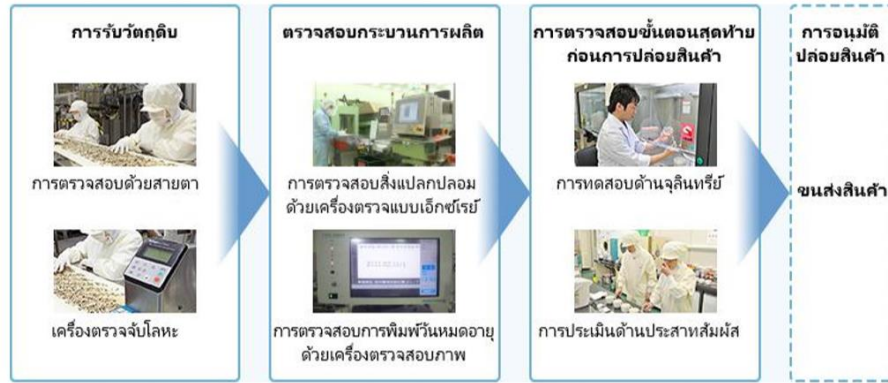 การรับวัตถุดิบ
การตรวจสอบด้วยสายตา
เครื่องตรวจจับโลหะ
ตรวจสอบกระบวนการผลิต
การตรวจสอบสิ่งแปลกปลอม
ด้วยเครื่องตรวจแบบเอ็กซ์เรย์
การตรวจสอบการพิมพ์วันหมดอายุ
ด้วยเครื่องตรวจสอบภาพ
การตรวจสอบขั้นตอนสุดท้าย
ก่อนการปล่อยสินค้า
การทดสอบด้านจุลินทรีย์
การประเมินด้านประสาทสัมผัส
การอนุมัติ
ปล่อยสินค้า
ขนส่งสินค้า